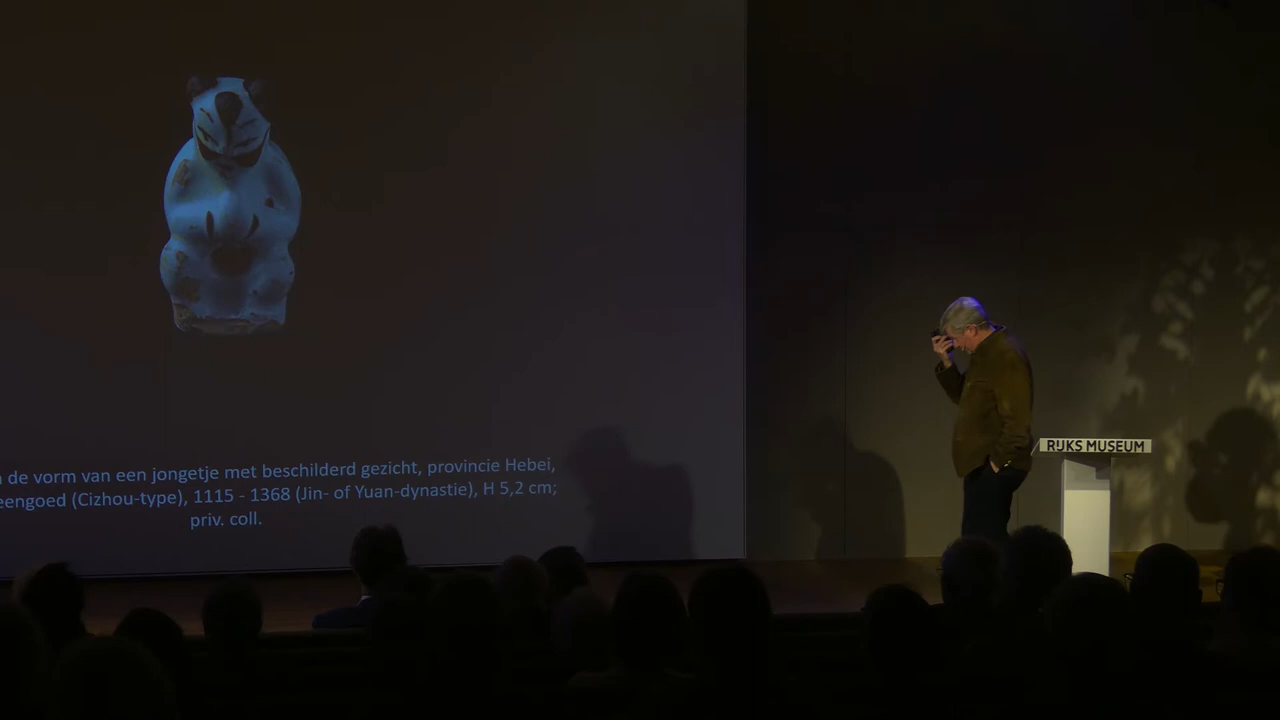 de vorm van een jongetje met beschilderd gezicht, provincie Hebei,
(Cizhou-type), 1115 - 1368 (Jin- of Yuan-dynastie), H 5,2 cm;
priv. coll.
RIJKS MUSEUM